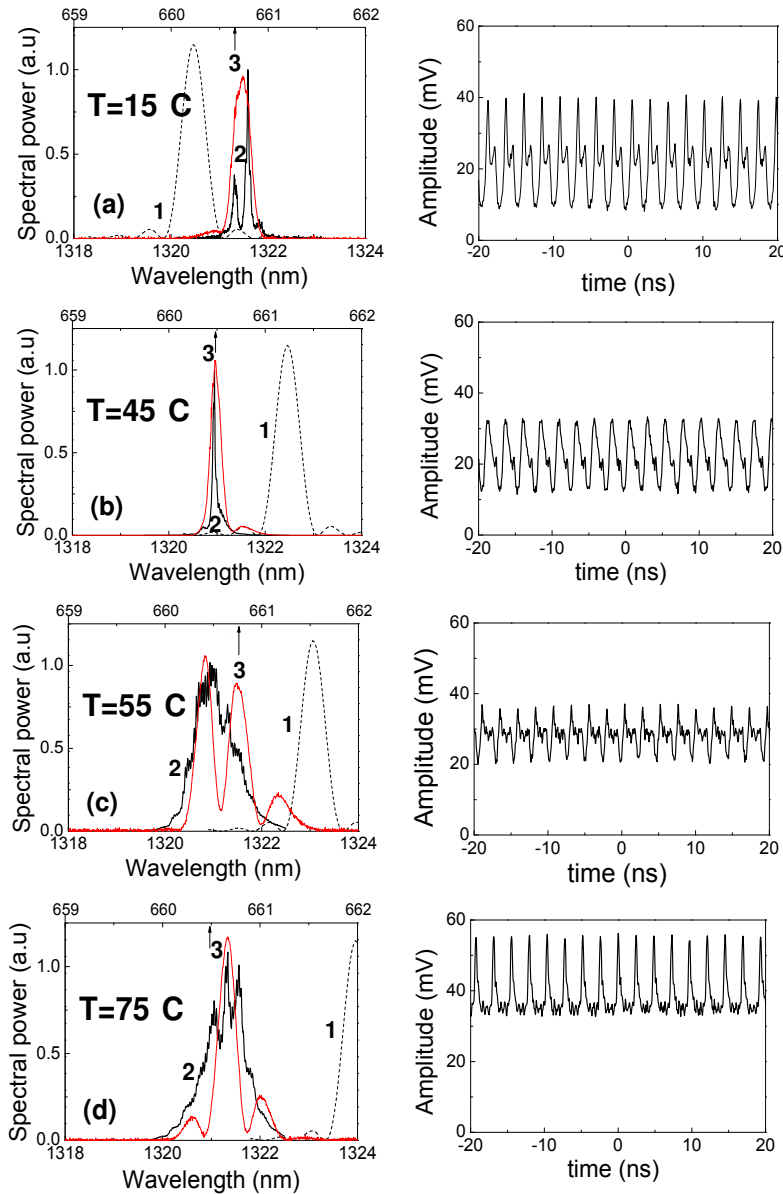 659 660 661 662
1.0
0.5
0.0
Spectral power (a.u)
T=15 C
3
2
1
(a)
1318 1320 1322 1324
Wavelength (nm)
60
40
20
0
Amplitude (mV)
-20 -10 0 10 20
time (ns)
659 660 661 662
1.0
0.5
0.0
Spectral power (a.u)
T=45 C
3
1
2
(b)
1318 1320 1322 1324
Wavelength (nm)
60
40
20
0
Amplitude (mV)
-20 -10 0 10 20
time (ns)
659 660 661 662
1.0
0.5
0.0
Spectral power (a.u)
T=55 C
3
1
2
(c)
1318 1320 1322 1324
Wavelength (nm)
60
40
20
0
Amplitude (mV)
-20 -10 0 10 20
time (ns)
659 660 661 662
1.0
0.5
0.0
Spectral power (a.u)
T=75 C
3
1
2
(d)
1318 1320 1322 1324
Wavelength (nm)
60
40
20
0
Amplitude (mV)
-20 -10 0 10 20
time (ns)